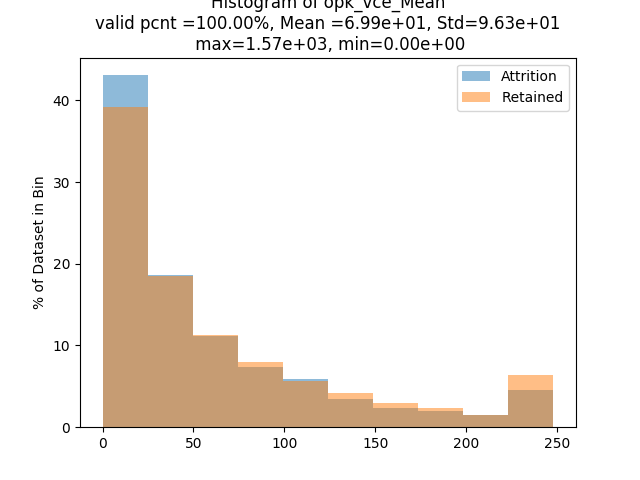 Histogram of opk_vce_Mean
valid pcnt =100.00%, Mean =6.99e+01, Std=9.63e+01
max=1.57e+03, min=0.00e+00
Attrition
Retained
% of Dataset in Bin
40
30
20
10
0
0 50 100 150 200 250